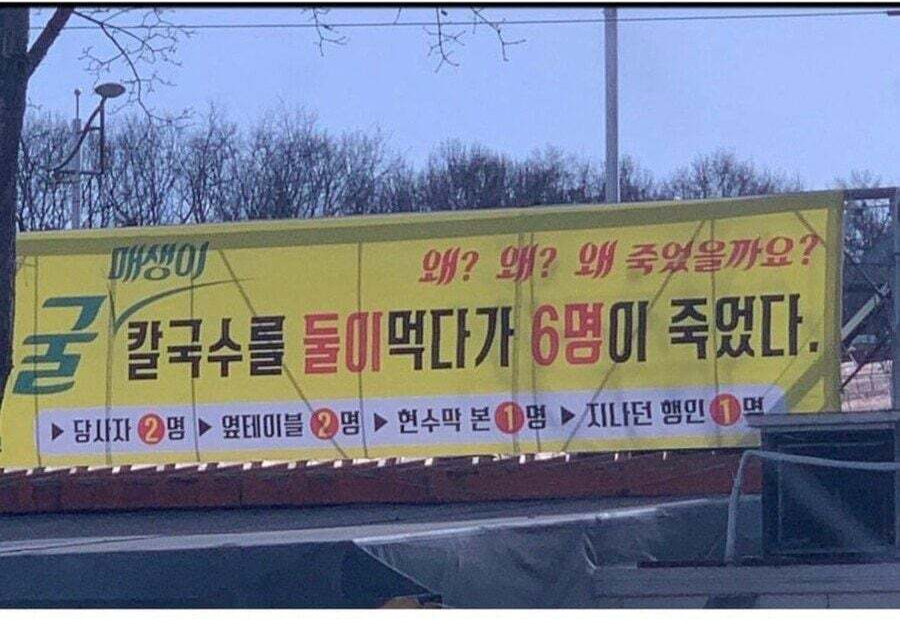 왜? 왜? 왜 죽었을까요?
굴 매생이 칼국수를 둘이먹다가 6명이 죽었다.
▶ 당사자 2명 ▶ 옆테이블 2명 ▶ 현수막 본 1명 ▶ 지나던 행인 1명